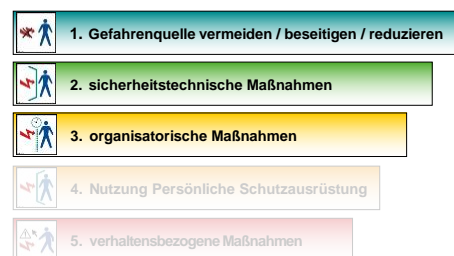 1. Gefahrenquelle vermeiden / beseitigen / reduzieren
2. sicherheitstechnische Maßnahmen
3. organisatorische Maßnahmen
4. Nutzung Persönliche Schutzausrüstung
5. verhaltensbezogene Maßnahmen